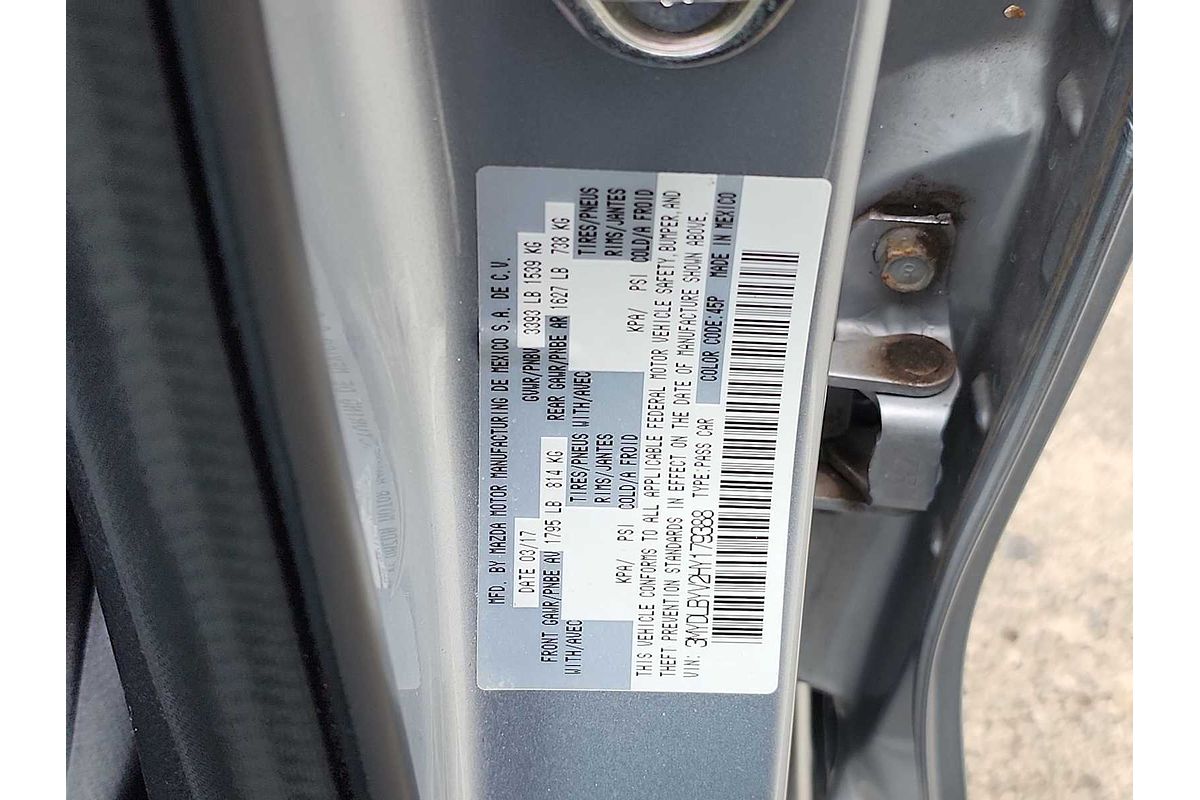 MFD. BY MAZDA MOTOR MANUFACTURING DE MEXICO S.A. DE C.V.
DATE 03/17 GVWR/PNBV 3393 LB 1539 KG
FRONT GAWR/PNBE AV 1795 LB 814 KG REAR GAWR/PNBE AR 1627 LB 738 KG
WITH/AVEC TIRES/PNEUS WITH/AVEC TIRES/PNEUS
RIMS/JANTES RIMS/JANTES
KPA/ PSI COLD/A FROID KPA/ PSI COLD/A FROID
THIS VEHICLE CONFORMS TO ALL APPLICABLE FEDERAL MOTOR VEHICLE SAFETY,BUMPER,AND
THEFT PREVENTION STANDARDS IN EFFECT ON THE DATE OF MANUFACTURE SHOWN ABOVE.
VIN: 3MYDLBYV2HY179388 TYPE:PASS CAR COLOR CODE:45P MADE IN MEXICO